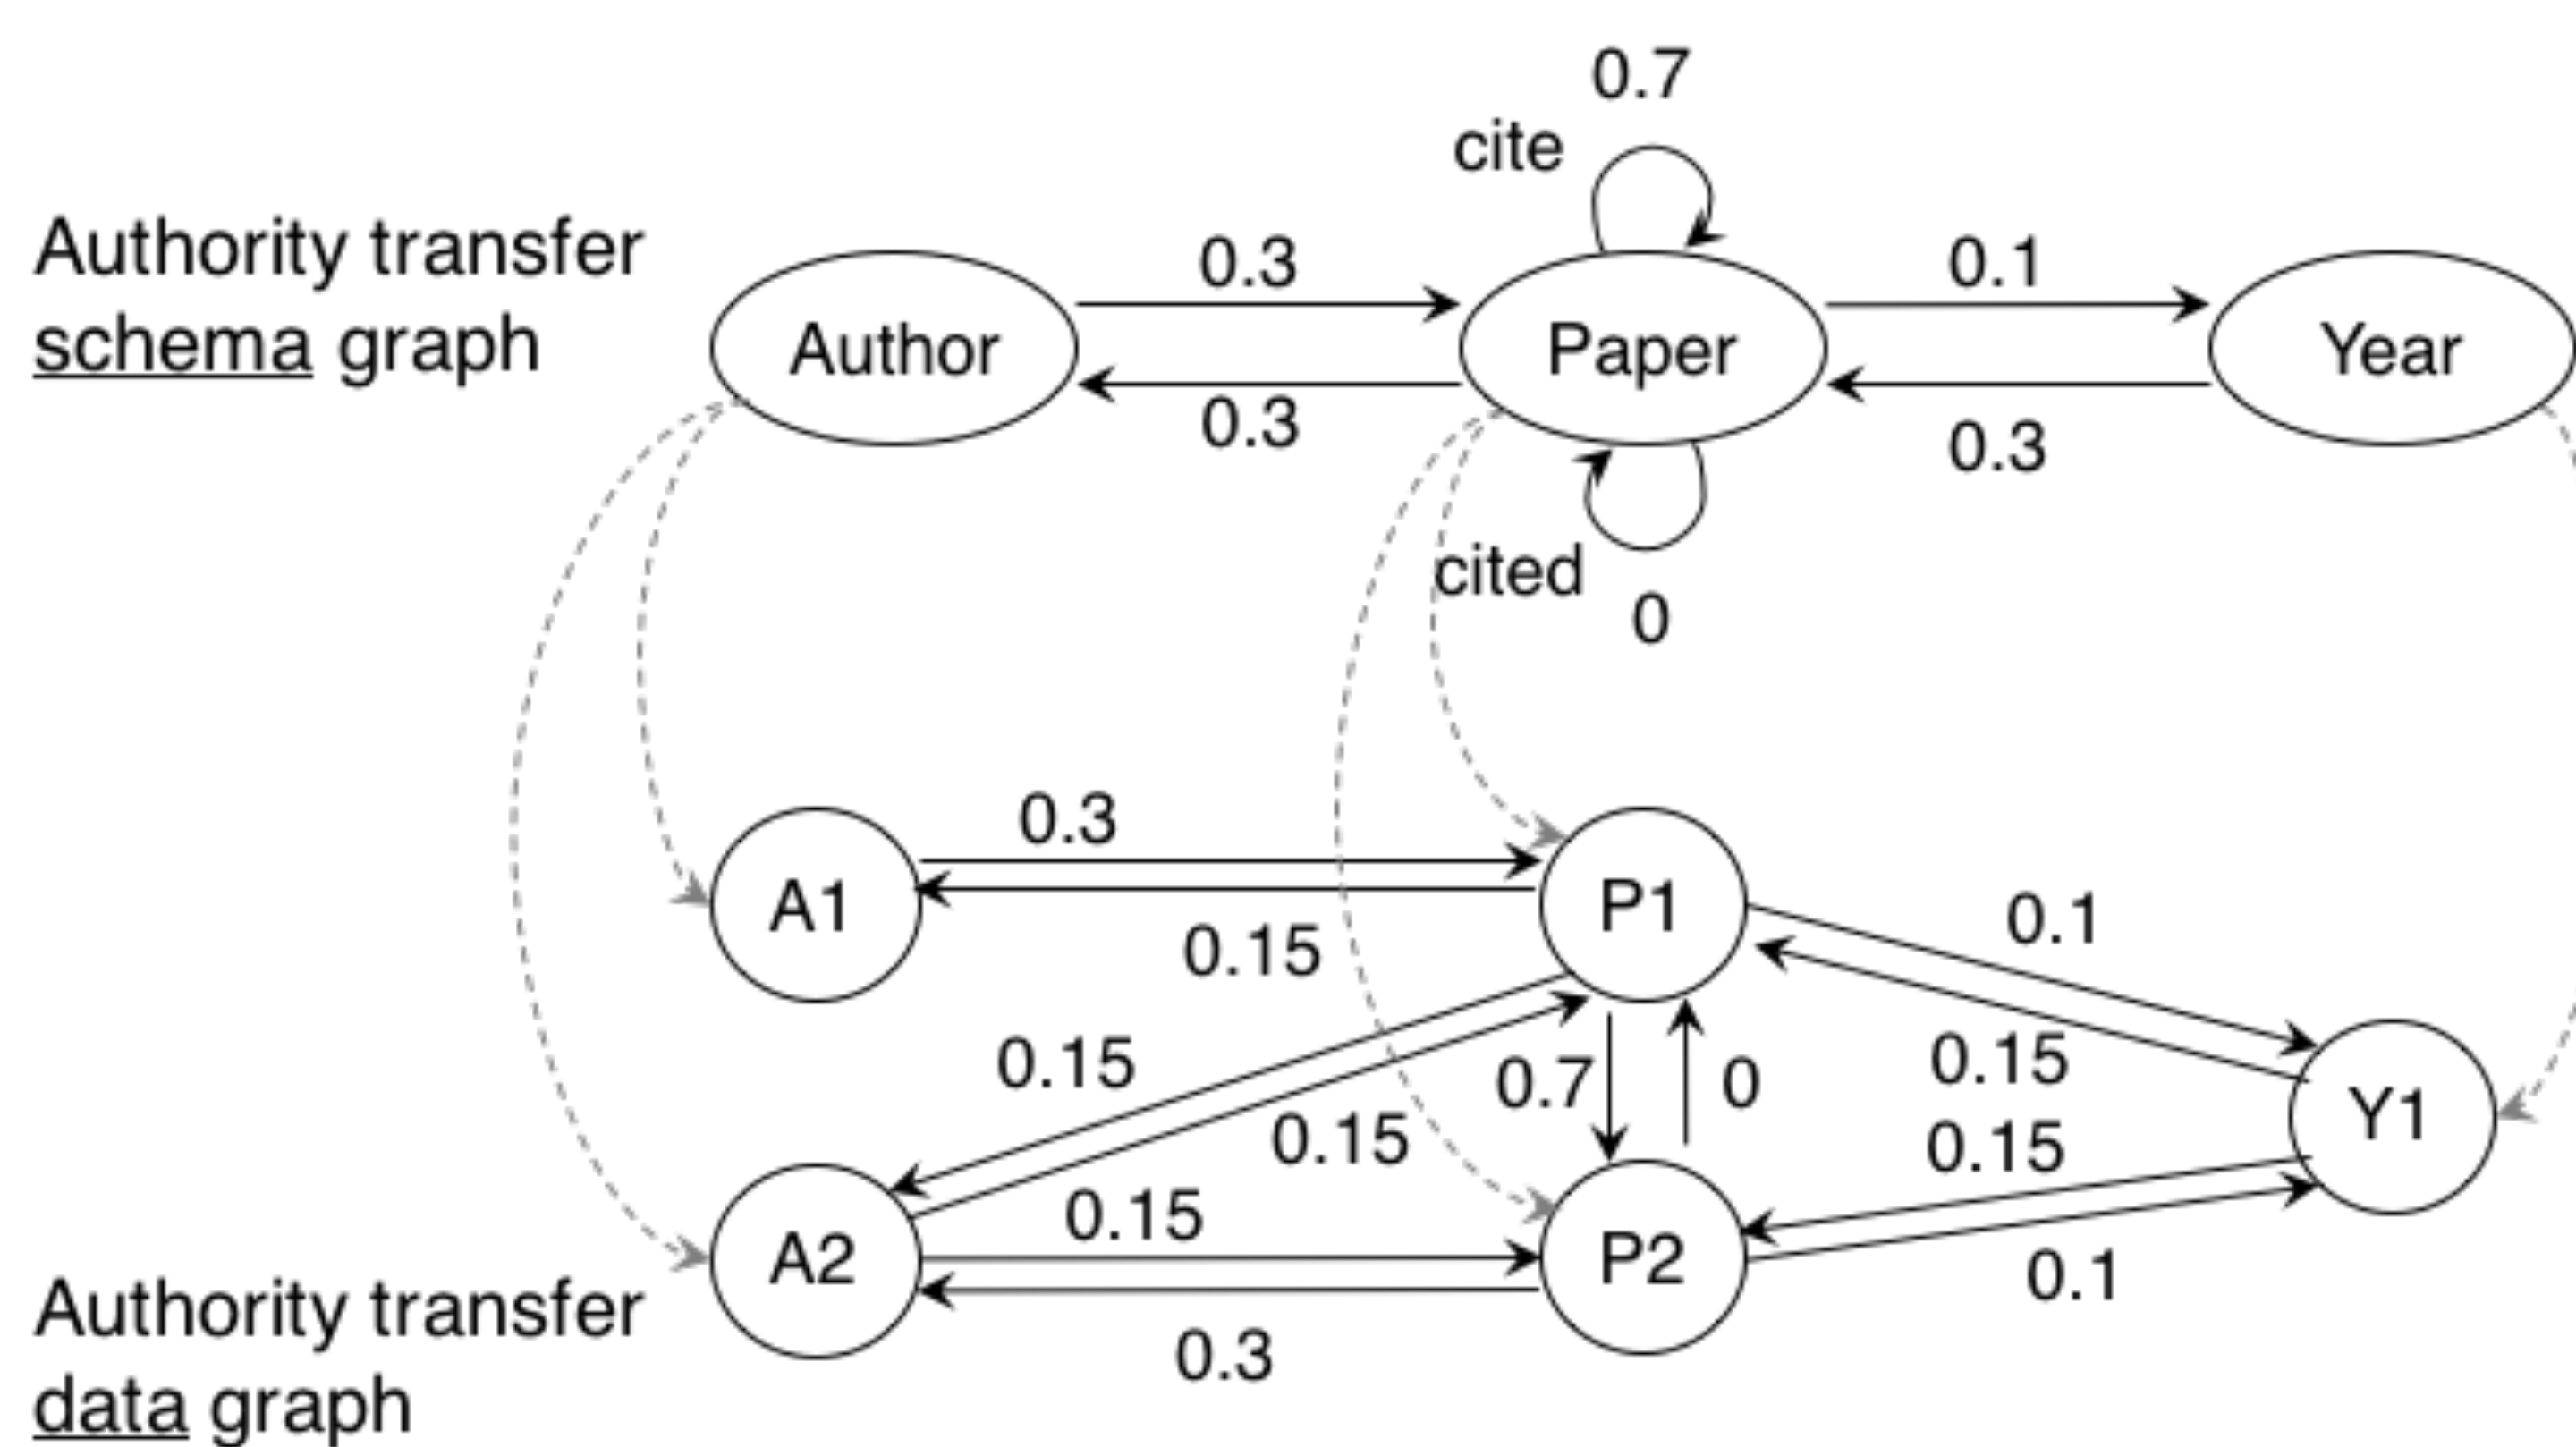 0.7
cite
Authority transfer
schema graph
0.3
0.1
Author
Paper
Year
0.3
0.3
cited
0
0.3
A1
P1
0.1
0.15
0.15
0.15
0.7
0
0.15
Y1
0.15
0.15
A2
P2
0.1
Authority transfer
data graph
0.3